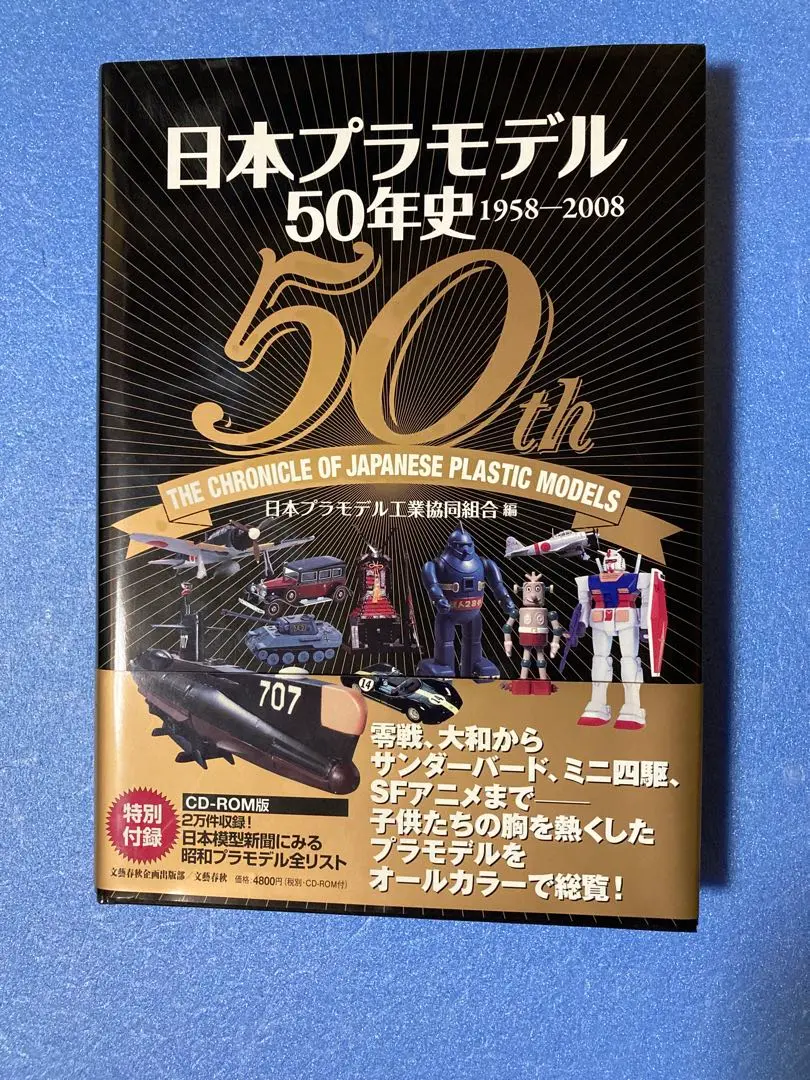 日本プラモデル
50年史 1958—2008
50th
THE CHRONICLE OF JAPANESE PLASTIC MODELS
日本プラモデル工業協同組合 編
鉄人28号
707
14
零戦、大和から
サンダーバード、ミニ四駆、
SFアニメまで——
子供たちの胸を熱くした
プラモデルを
オールカラーで総覧!
特別
付録
CD-ROM版
2万件収録!
日本模型新聞にみる
昭和プラモデル全リスト
文藝春秋企画出版部/文藝春秋 価格:4800円(税別・CD-ROM付)